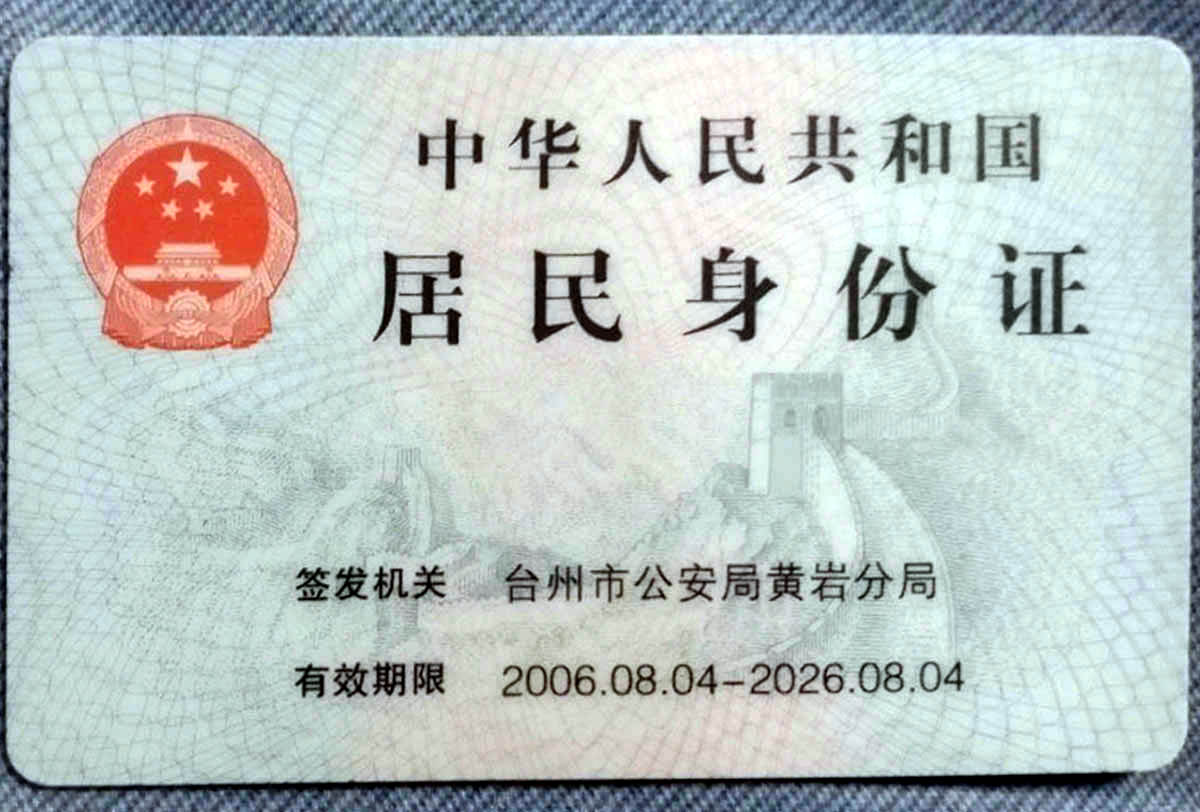 中华人民共和国
居民身份证
签发机关 台州市公安局黄岩分局
有效期限 2006.08.04-2026.08.04